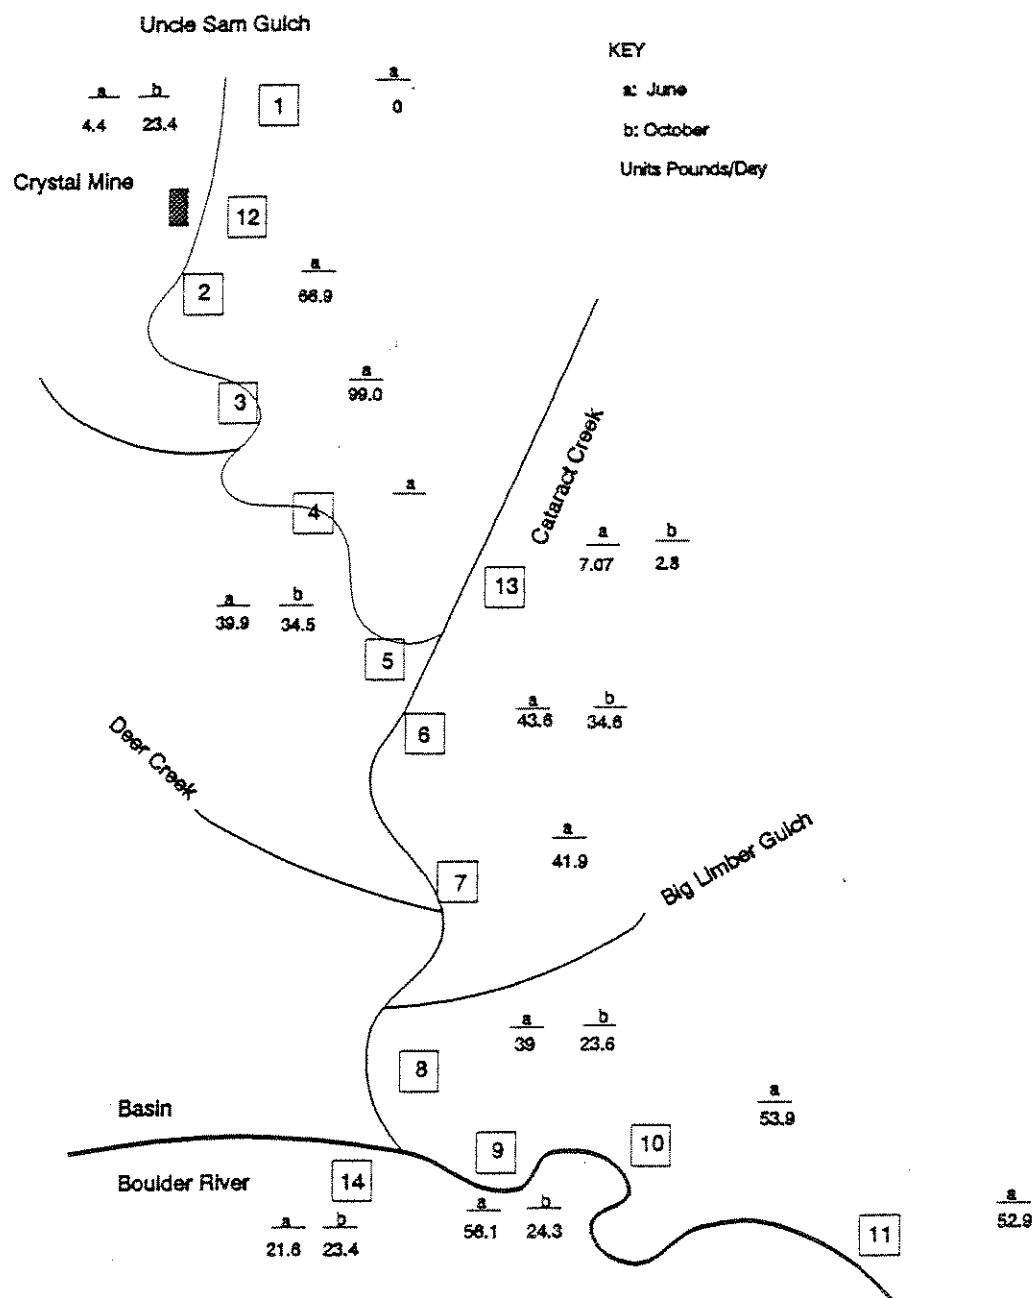 Uncle Sam Gulch
KEY
a: June
b: October
Units Pounds/Day
a b
4.4 23.4
1
a
0
Crystal Mine
12
2
a
66.9
3
a
99.0
4
a
Cataract Creek
a b
7.07 2.8
13
a b
39.9 34.5
5
6
a b
43.6 34.6
Deer Creek
7
a
41.9
Big Limber Gulch
8
a b
39 23.6
Basin
9
10
a
53.9
Boulder River
14
a b
21.6 23.4
a b
56.1 24.3
11
a
52.9